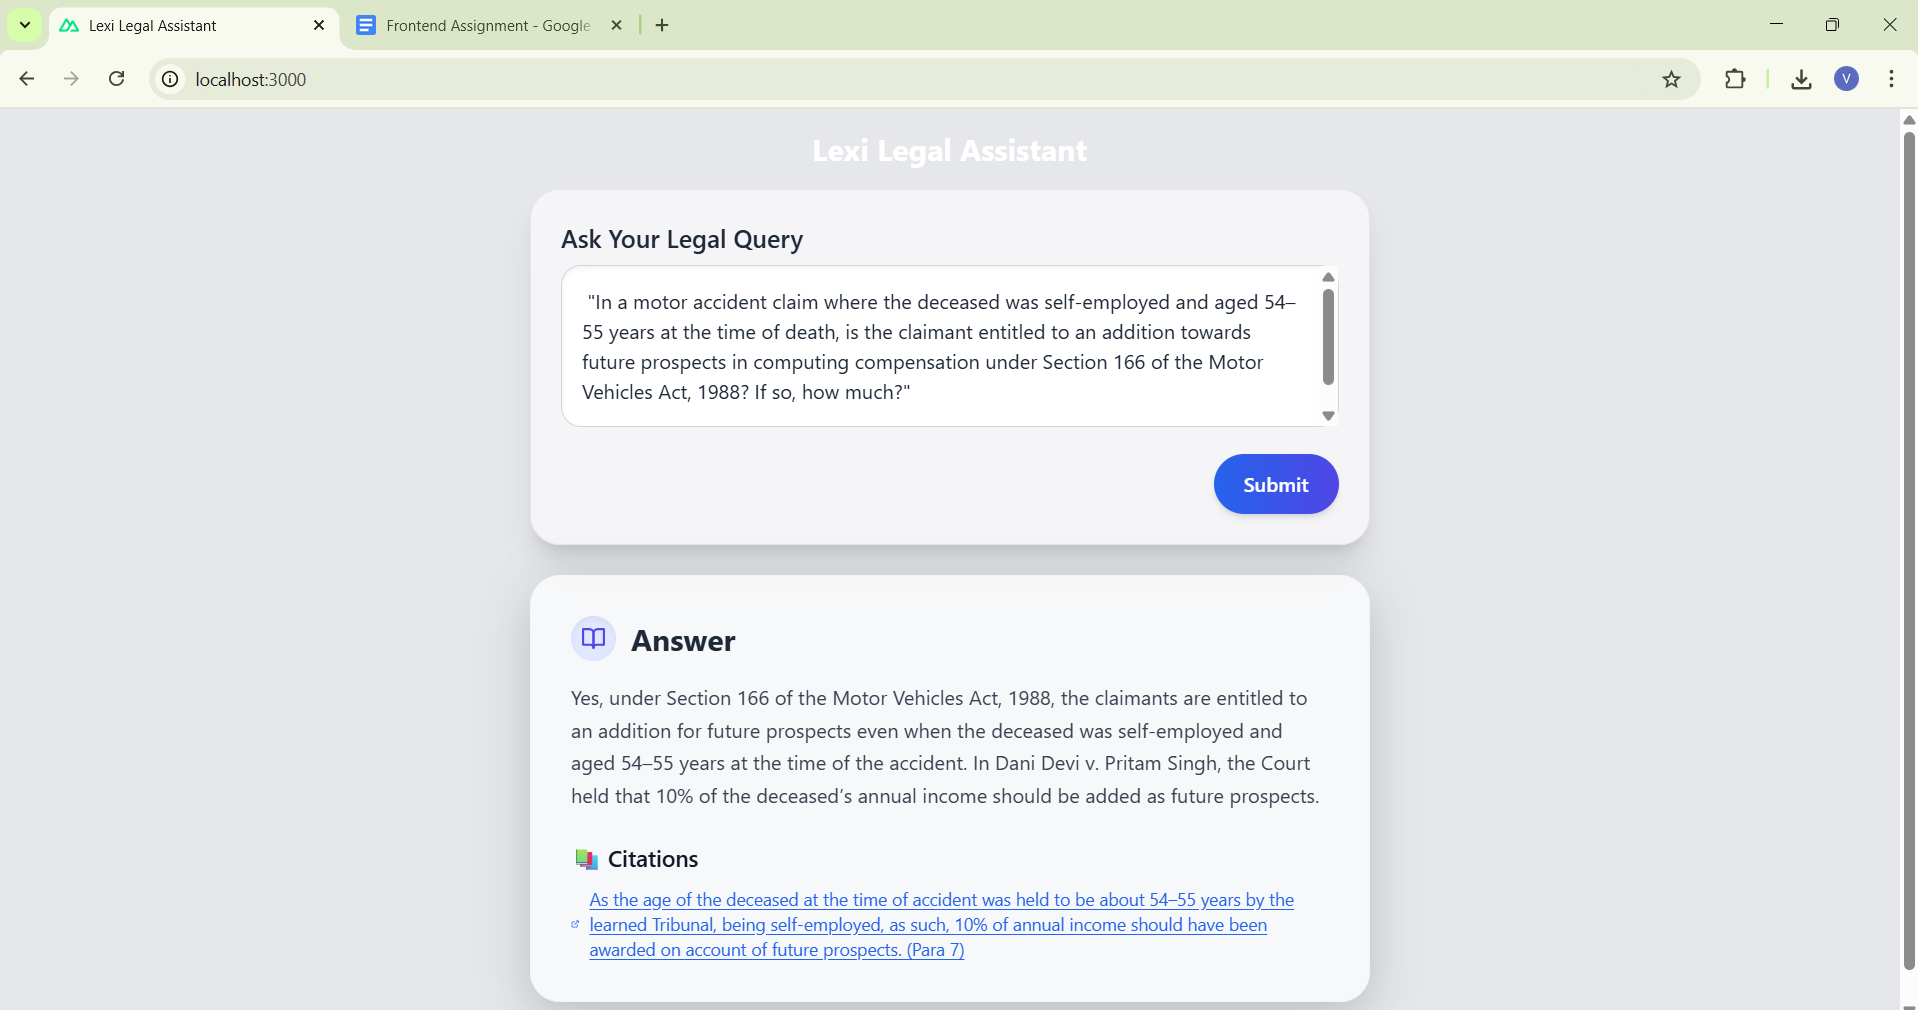 Lexi Legal Assistant
Frontend Assignment - Google
localhost:3000
V
Lexi Legal Assistant
Ask Your Legal Query
"In a motor accident claim where the deceased was self-employed and aged 54–
55 years at the time of death, is the claimant entitled to an addition towards
future prospects in computing compensation under Section 166 of the Motor
Vehicles Act, 1988? If so, how much?"
Submit
Answer
Yes, under Section 166 of the Motor Vehicles Act, 1988, the claimants are entitled to
an addition for future prospects even when the deceased was self-employed and
aged 54–55 years at the time of the accident. In Dani Devi v. Pritam Singh, the Court
held that 10% of the deceased’s annual income should be added as future prospects.
Citations
As the age of the deceased at the time of accident was held to be about 54–55 years by the
learned Tribunal, being self-employed, as such, 10% of annual income should have been
awarded on account of future prospects. (Para 7)